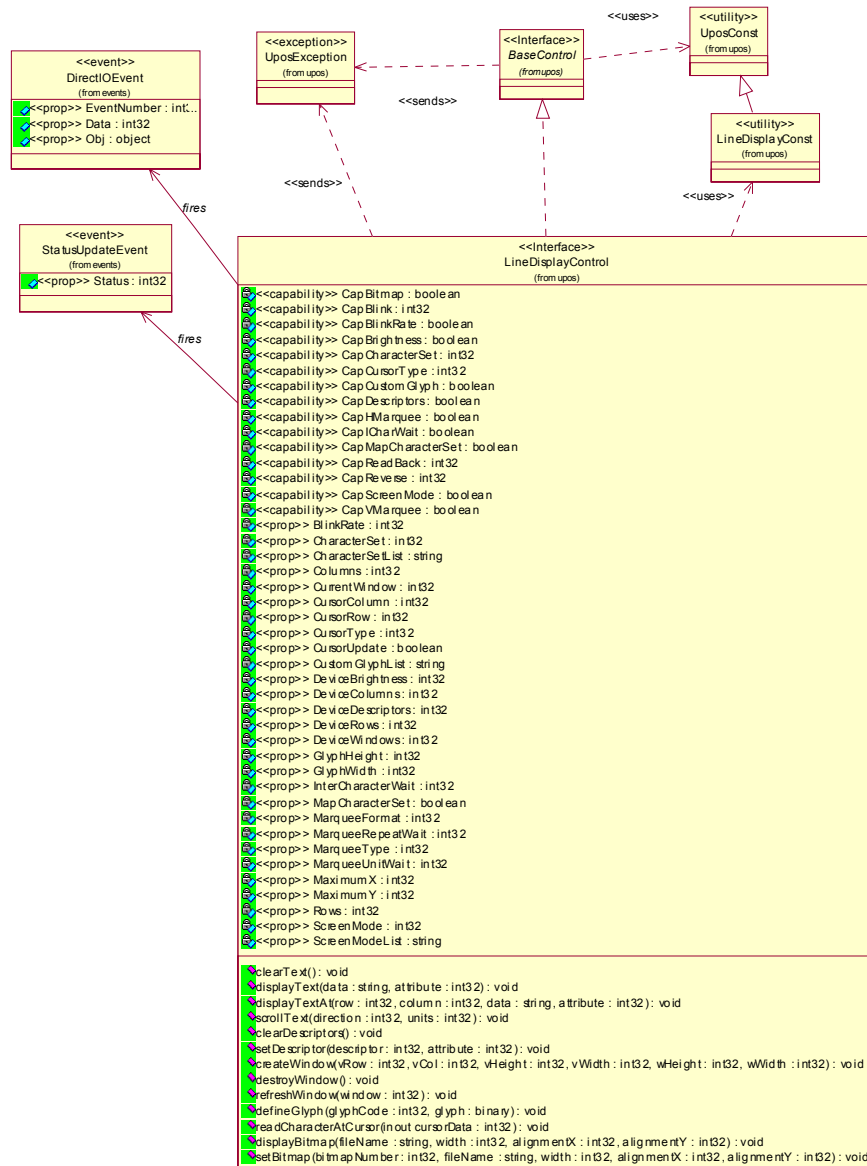 <<uses>>
<<event>>
DirectIOEvent
(from events)
<<prop>> EventNumber : int...
<<prop>> Data : int32
<<prop>> Obj : object
<<exception>>
UposException
(from upos)
<<Interface>>
BaseControl
(from upos)
<<utility>>
UposConst
(from upos)
<<sends>>
<<utility>>
LineDisplayConst
(from upos)
<<sends>>
<<uses>>
fires
<<event>>
StatusUpdateEvent
(from events)
<<prop>> Status : int32
fires
<<Interface>>
LineDisplayControl
(from upos)
<<capability>> CapBitmap : boolean
<<capability>> CapBlink : int32
<<capability>> CapBlinkRate : boolean
<<capability>> CapBrightness : boolean
<<capability>> CapCharacterSet : int32
<<capability>> CapCursorType : int32
<<capability>> CapCustomGlyph : boolean
<<capability>> CapDescriptors : boolean
<<capability>> CapHMarquee : boolean
<<capability>> CapICharWait : boolean
<<capability>> CapMapCharacterSet : boolean
<<capability>> CapReadBack : int32
<<capability>> CapReverse : int32
<<capability>> CapScreenMode : boolean
<<capability>> CapVMarquee : boolean
<<prop>> BlinkRate : int32
<<prop>> CharacterSet : int32
<<prop>> CharacterSetList : string
<<prop>> Columns : int32
<<prop>> CurrentWindow : int32
<<prop>> CursorColumn : int32
<<prop>> CursorRow : int32
<<prop>> CursorType : int32
<<prop>> CursorUpdate : boolean
<<prop>> CustomGlyphList : string
<<prop>> DeviceBrightness : int32
<<prop>> DeviceColumns : int32
<<prop>> DeviceDescriptors : int32
<<prop>> DeviceRows : int32
<<prop>> DeviceWindows : int32
<<prop>> GlyphHeight : int32
<<prop>> GlyphWidth : int32
<<prop>> InterCharacterWait : int32
<<prop>> MapCharacterSet : boolean
<<prop>> MarqueeFormat : int32
<<prop>> MarqueeRepeatWait : int32
<<prop>> MarqueeType : int32
<<prop>> MarqueeUnitWait : int32
<<prop>> MaximumX : int32
<<prop>> MaximumY : int32
<<prop>> Rows : int32
<<prop>> ScreenMode : int32
<<prop>> ScreenModeList : string
clearText() : void
displayText(data : string, attribute : int32) : void
displayTextAt(row : int32, column : int32, data : string, attribute : int32) : void
scrollText(direction : int32, units : int32) : void
clearDescriptors() : void
setDescriptor(descriptor : int32, attribute : int32) : void
createWindow(vRow : int32, vCol : int32, vHeight : int32, vWidth : int32, wHeight : int32, wWidth : int32) : void
destroyWindow() : void
refreshWindow(window : int32) : void
defineGlyph(glyphCode : int32, glyph : binary) : void
readCharacterAtCursor(inout cursorData : int32) : void
displayBitmap(fileName : string, width : int32, alignmentX : int32, alignmentY : int32) : void
setBitmap(bitmapNumber : int32, fileName : string, width : int32, alignmentX : int32, alignmentY : int32) : void